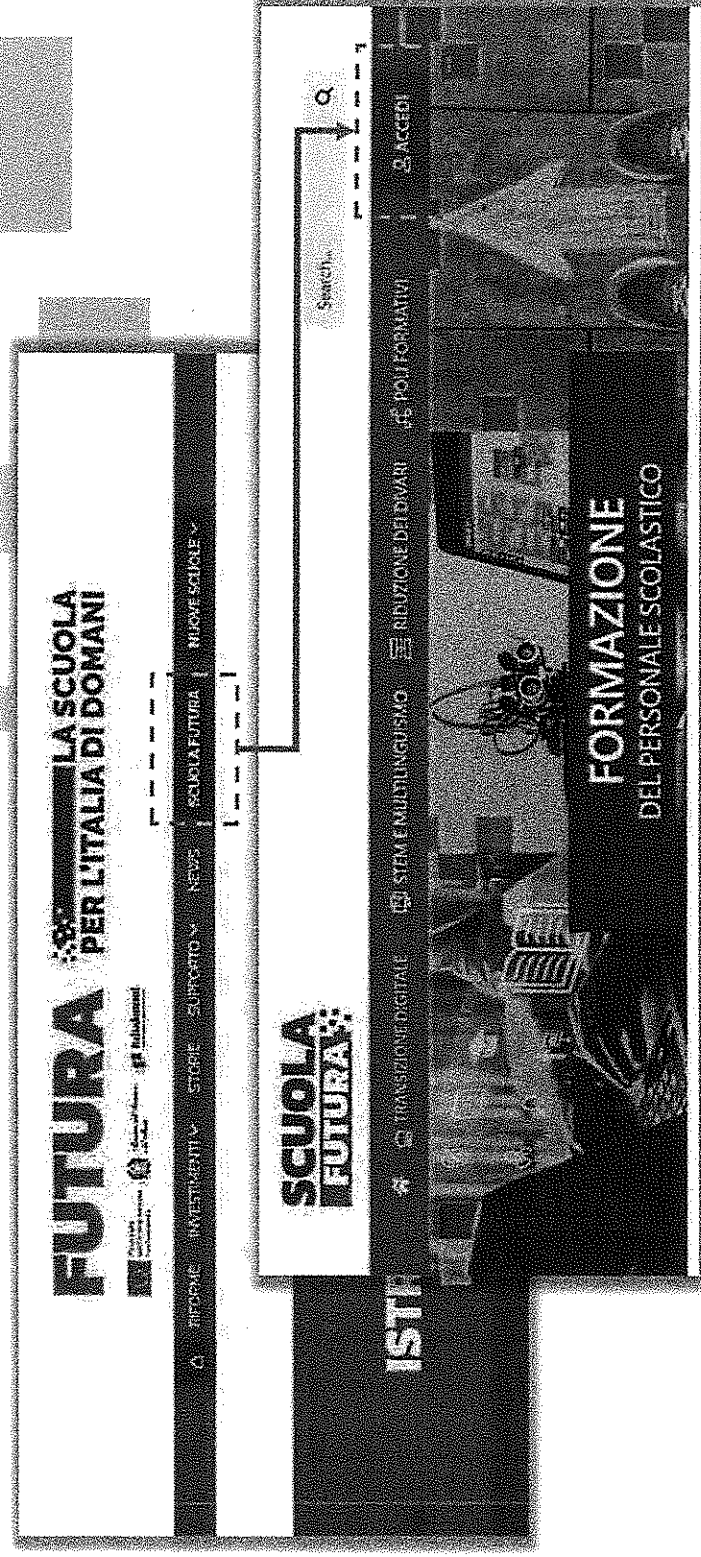 FUTURA
LA SCUOLA
PER L'ITALIA DI DOMANI
RIFORME INVESTIMENTI STORIE SUPPORTO NEWS SCUOLA FUTURA NUOVE SCUOLE
ISTR
SCUOLA
FUTURA
Search...
TRANSIZIONE DIGITALE STEM E MULTILINGUISMO RIDUZIONE DEI DIVARI POLI FORMATIVI ACCEDI
FORMAZIONE
DEL PERSONALE SCOLASTICO